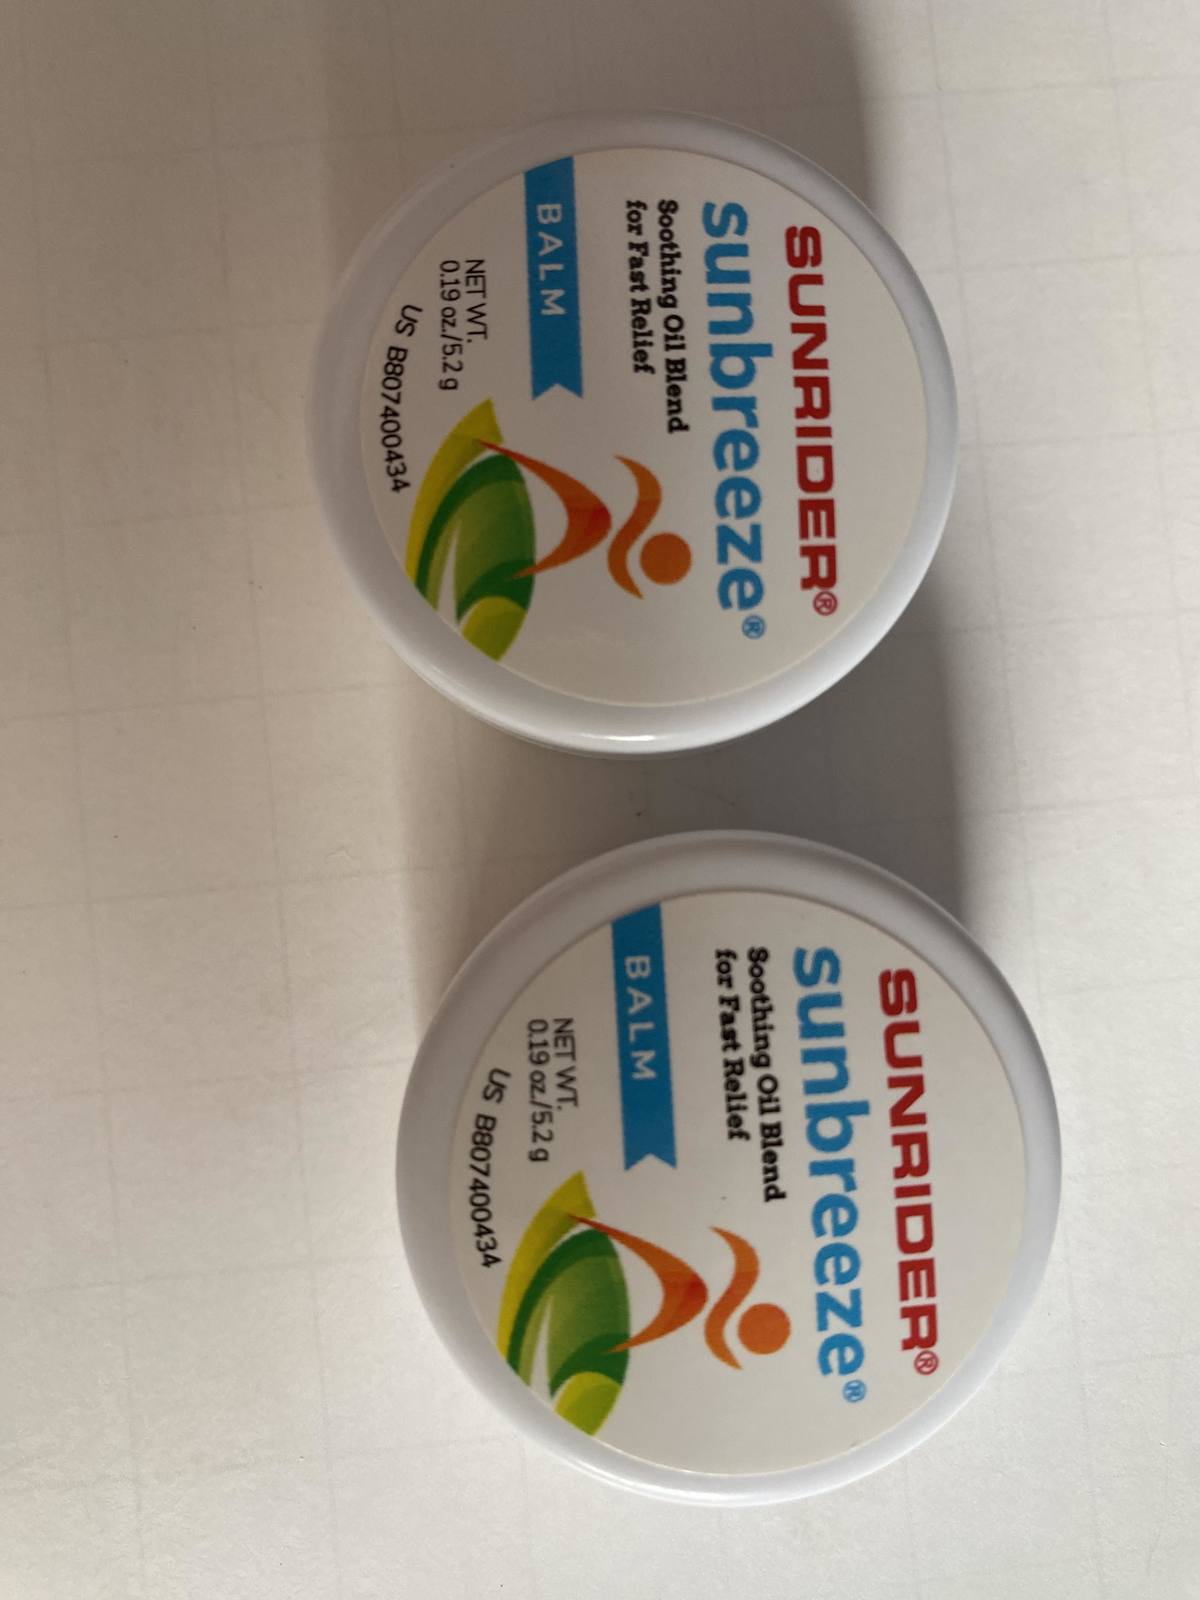 SUNRIDER®
sunbreeze®
Soothing Oil Blend
for Fast Relief
BALM
NET WT.
0.19 oz./5.2 g
US B807400434
SUNRIDER®
sunbreeze®
Soothing Oil Blend
for Fast Relief
BALM
NET WT.
0.19 oz./5.2 g
US B807400434